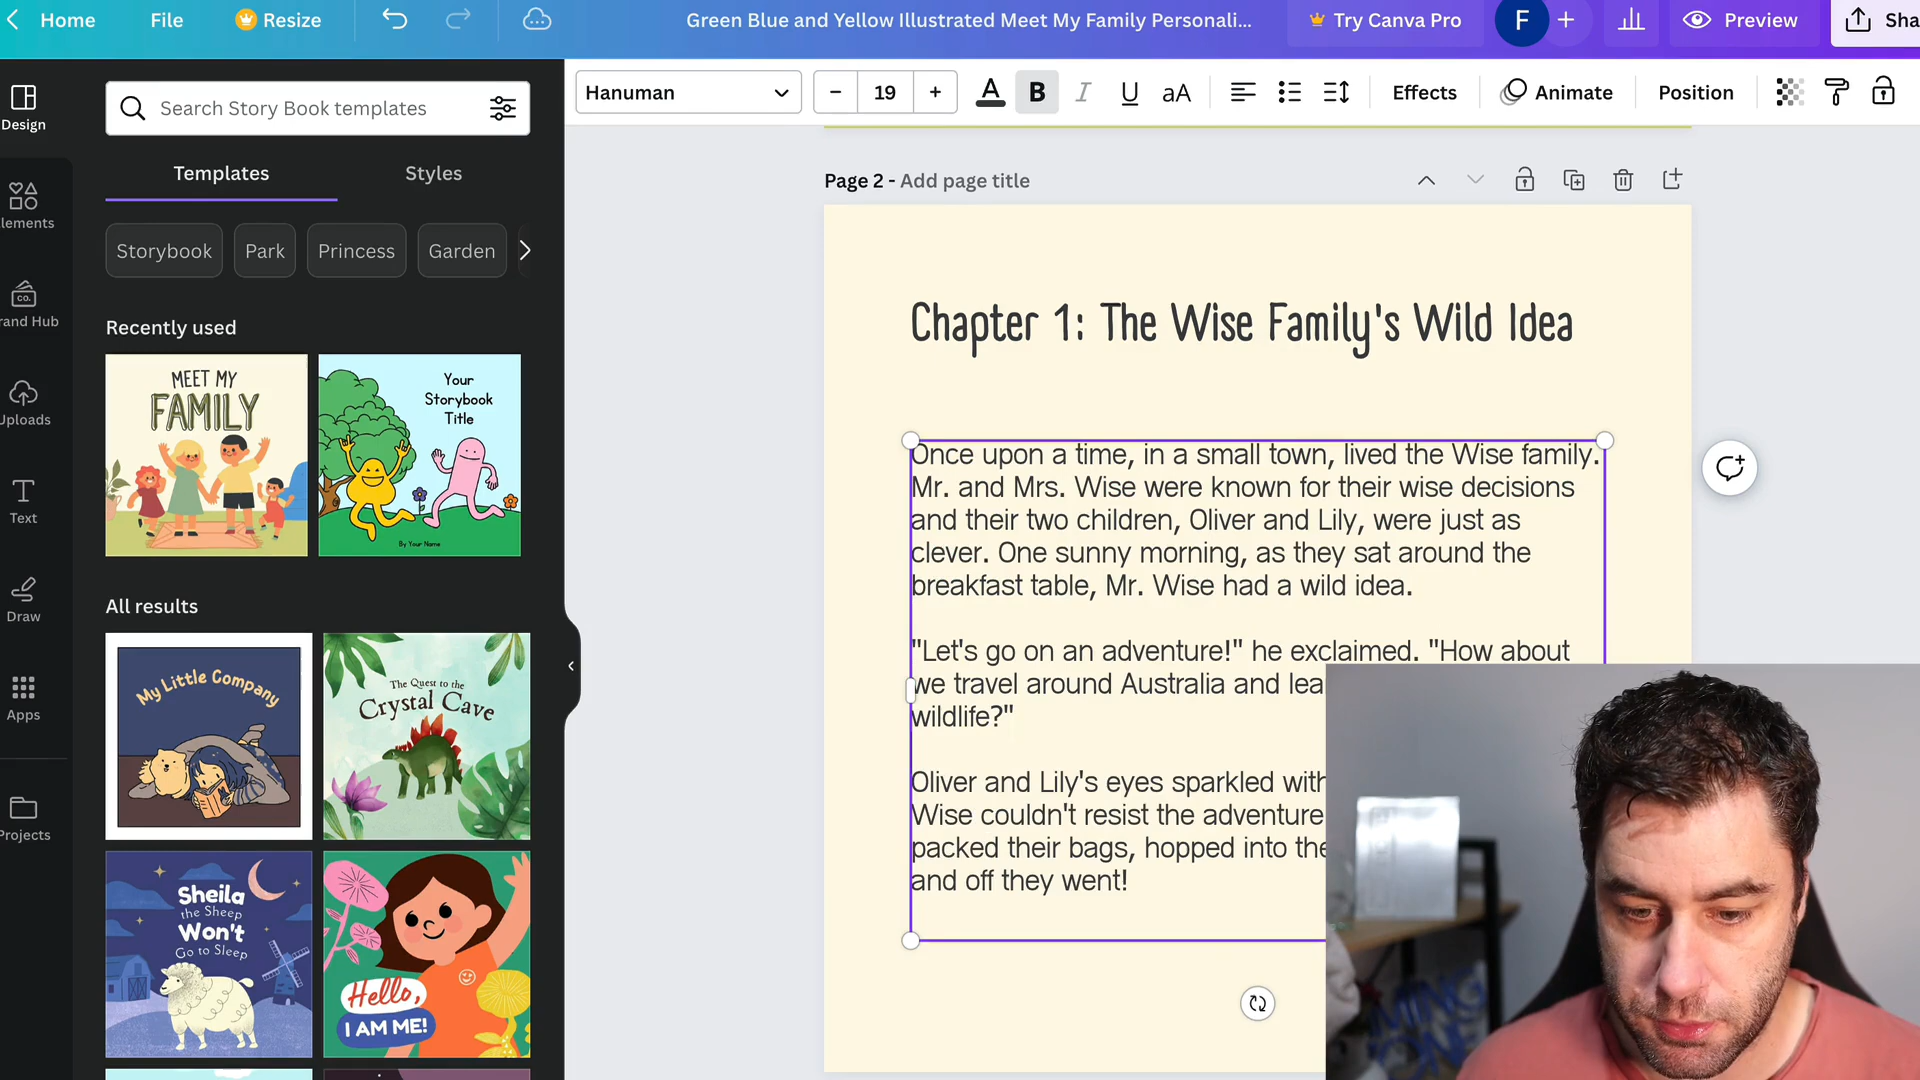 Home
File
Resize
Green Blue and Yellow Illustrated Meet My Family Personali...
Try Canva Pro
F
Preview
Sha
Design
Search Story Book templates
Hanuman
19
A
B
I
U
aA
Effects
Animate
Position
Templates
Styles
Page 2 - Add page title
Storybook
Park
Princess
Garden
lements
CO.
rand Hub
Uploads
Text
Draw
Apps
Projects
Recently used
MEET MY
FAMILY
Your
Storybook
Title
By Your Name
All results
My Little Company
The Quest to the
Crystal Cave
Sheila
the Sheep
Won't
Go to Sleep
Hello,
I AM ME!
Chapter 1: The Wise Family's Wild Idea
Once upon a time, in a small town, lived the Wise family.
Mr. and Mrs. Wise were known for their wise decisions
and their two children, Oliver and Lily, were just as
clever. One sunny morning, as they sat around the
breakfast table, Mr. Wise had a wild idea.
"Let's go on an adventure!" he exclaimed. "How about
we travel around Australia and lea
wildlife?"
Oliver and Lily's eyes sparkled with
Wise couldn't resist the adventure
packed their bags, hopped into the
and off they went!